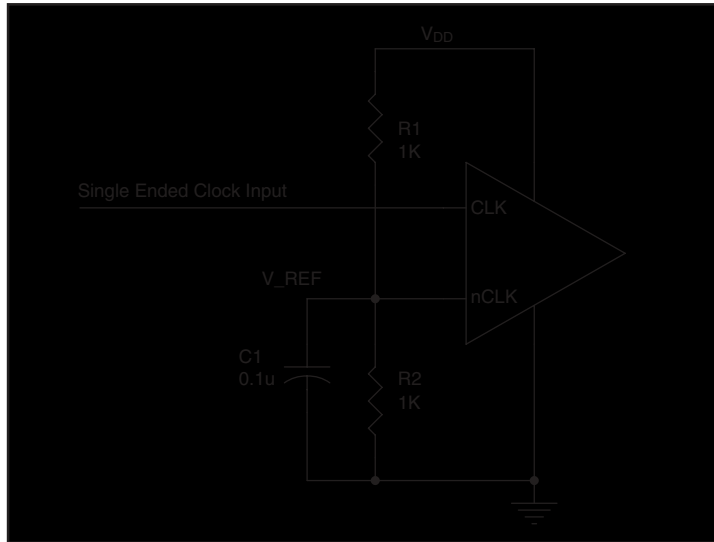 VDD
R1
1K
Single Ended Clock Input
CLK
V_REF
nCLK
C1
0.1u
R2
1K